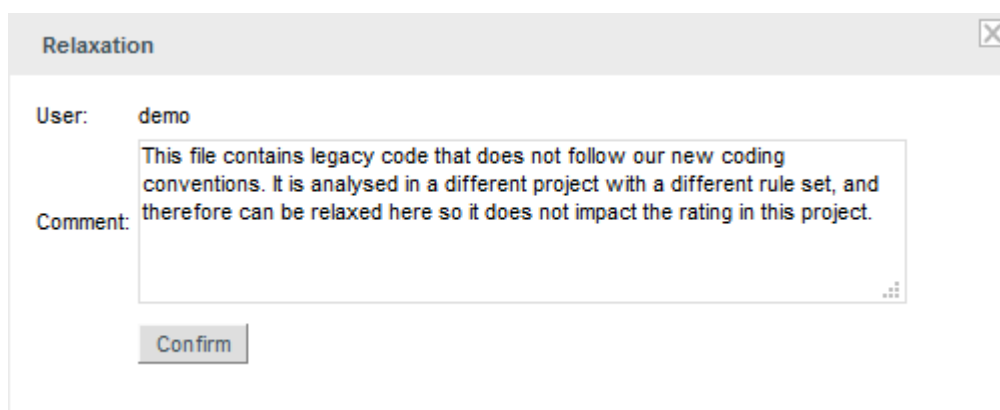 Relaxation
User: demo
This file contains legacy code that does not follow our new coding
conventions. It is analysed in a different project with a different rule set, and
Comment: therefore can be relaxed here so it does not impact the rating in this project.
Confirm